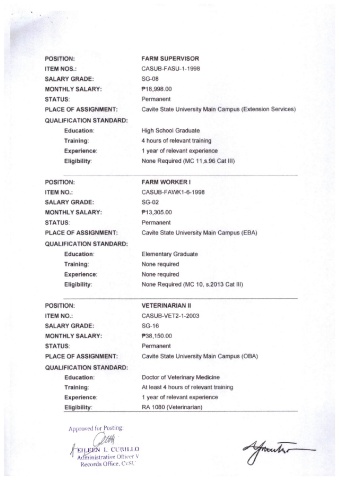 POSITION: FARM SUPERVISOR
ITEM NOS.: CASUB-FASU-1-1998
SALARY GRADE: SG-08
MONTHLY SALARY: ₱18,998.00
STATUS: Permanent
PLACE OF ASSIGNMENT: Cavite State University Main Campus (Extension Services)
QUALIFICATION STANDARD:
Education: High School Graduate
Training: 4 hours of relevant training
Experience: 1 year of relevant experience
Eligibility: None Required (MC 11,s.96 Cat III)
POSITION: FARM WORKER I
ITEM NO.: CASUB-FAWK1-6-1998
SALARY GRADE: SG-02
MONTHLY SALARY: ₱13,305.00
STATUS: Permanent
PLACE OF ASSIGNMENT: Cavite State University Main Campus (EBA)
QUALIFICATION STANDARD:
Education: Elementary Graduate
Training: None required
Experience: None required
Eligibility: None Required (MC 10, s.2013 Cat III)
POSITION: VETERINARIAN II
ITEM NO.: CASUB-VET2-1-2003
SALARY GRADE: SG-16
MONTHLY SALARY: ₱38,150.00
STATUS: Permanent
PLACE OF ASSIGNMENT: Cavite State University Main Campus (OBA)
QUALIFICATION STANDARD:
Education: Doctor of Veterinary Medicine
Training: At least 4 hours of relevant training
Experience: 1 year of relevant experience
Eligibility: RA 1080 (Veterinarian)
Approved for Posting
EILEEN L. CUBILLO
Administrative Officer V
Records Office, CvSU